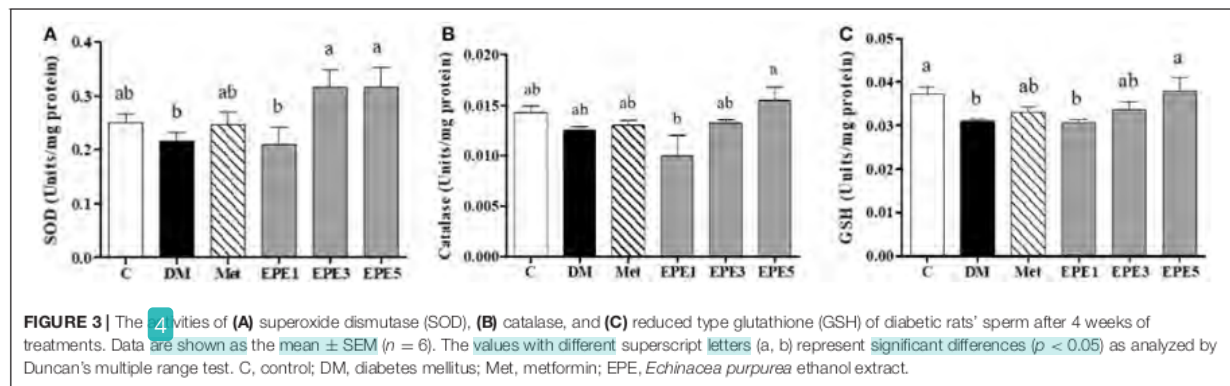 A
SOD (Units/mg protein)
0.4
0.3
0.2
0.1
0.0
ab
b
ab
b
a
a
C DM Met EPE1 EPE3 EPE5
B
Catalase (Units/mg protein)
0.020
0.015
0.010
0.005
0.000
ab
ab
ab
b
ab
a
C DM Met EPE1 EPE3 EPE5
C
GSH (Units/mg protein)
0.05
0.04
0.03
0.02
0.01
0.00
a
b
ab
b
ab
a
C DM Met EPE1 EPE3 EPE5
FIGURE 3 | The 4 vities of (A) superoxide dismutase (SOD), (B) catalase, and (C) reduced type glutathione (GSH) of diabetic rats' sperm after 4 weeks of
treatments. Data are shown as the mean ± SEM (n = 6). The values with different superscript letters (a, b) represent significant differences (p < 0.05) as analyzed by
Duncan's multiple range test. C, control; DM, diabetes mellitus; Met, metformin; EPE, Echinacea purpurea ethanol extract.